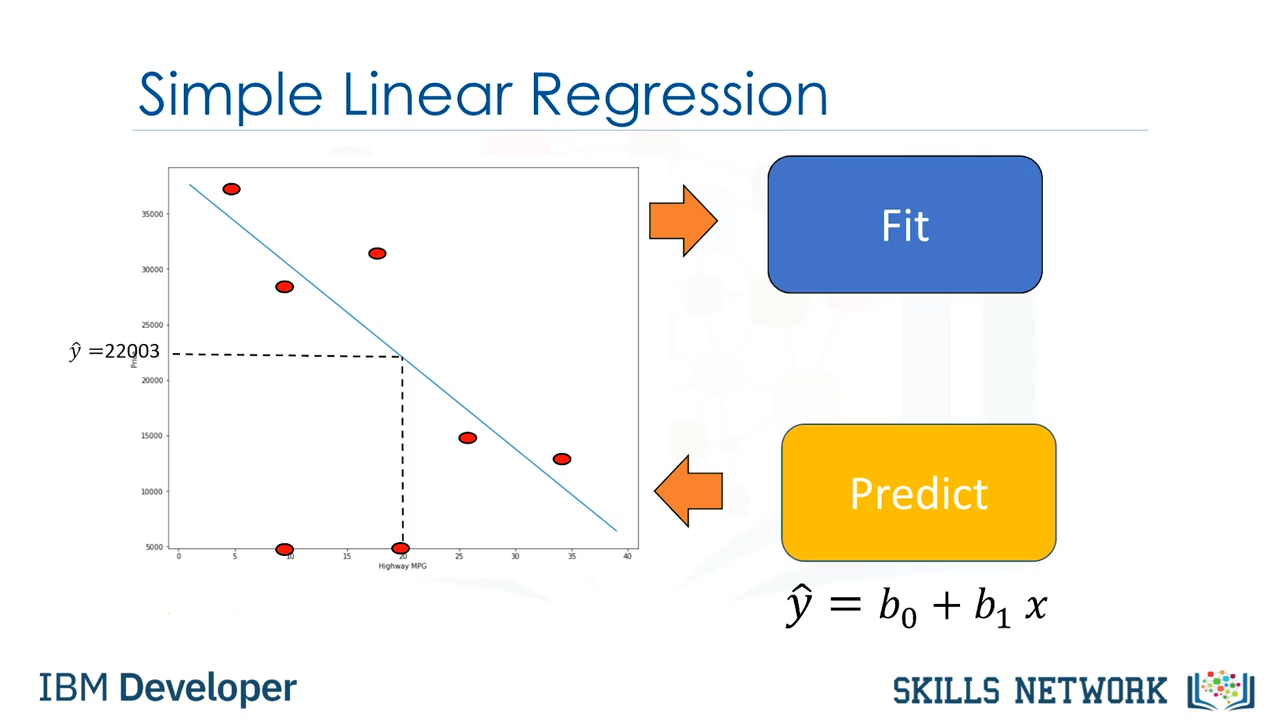 Simple Linear Regression
35000
30000
25000
20000
15000
10000
5000
ŷ =22003
Price
0 5 10 15 20 25 30 35 40
Highway MPG
Fit
Predict
ŷ = b₀ + b₁ x
IBM Developer
SKILLS NETWORK